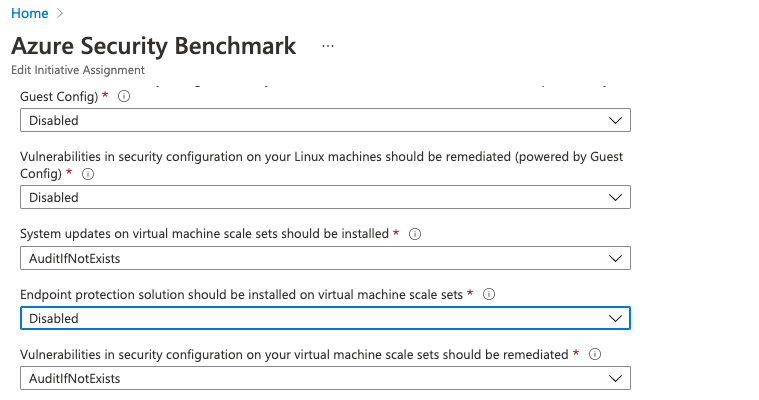 Home >
Azure Security Benchmark ...
Edit Initiative Assignment
Guest Config) *
Disabled
Vulnerabilities in security configuration on your Linux machines should be remediated (powered by Guest
Config) *
Disabled
System updates on virtual machine scale sets should be installed *
AuditIfNotExists
Endpoint protection solution should be installed on virtual machine scale sets *
Disabled
Vulnerabilities in security configuration on your virtual machine scale sets should be remediated *
AuditIfNotExists